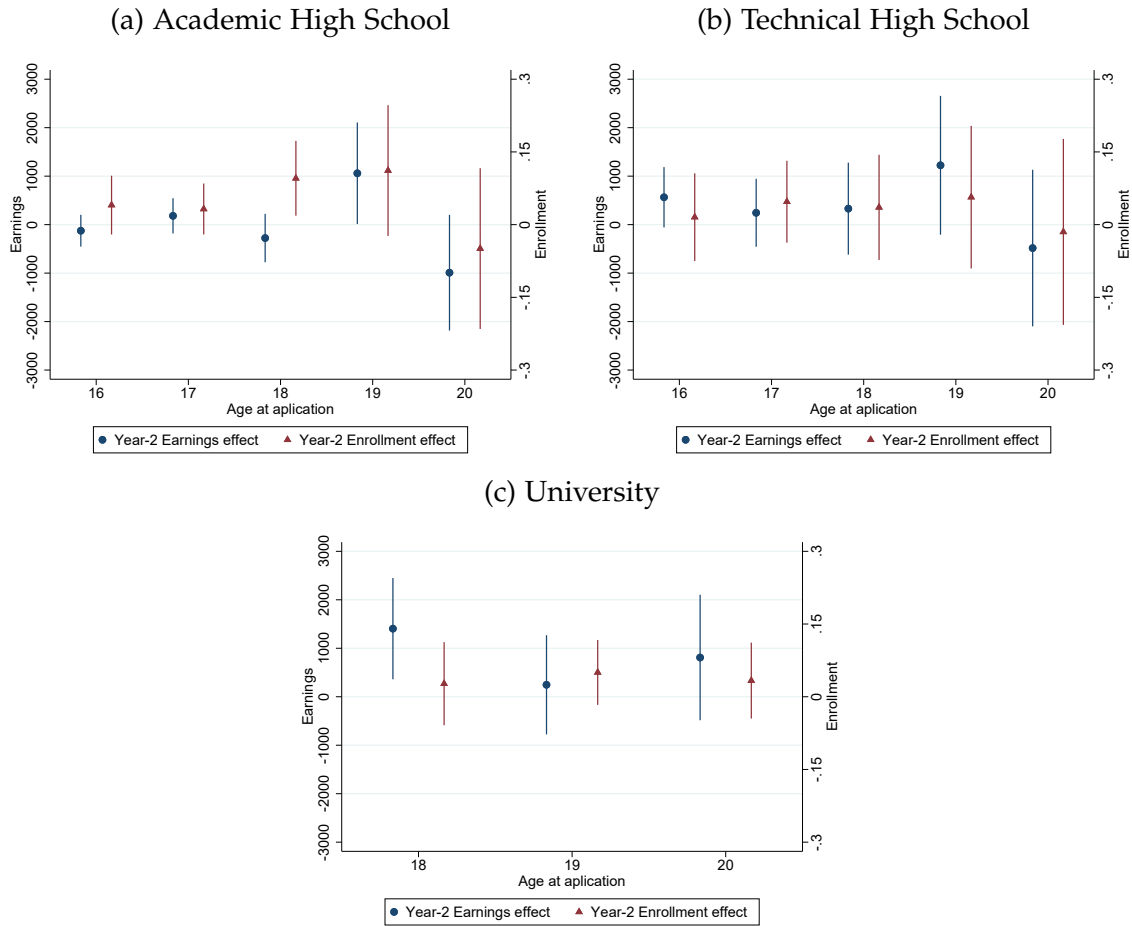 (a) Academic High School
3000
2000
1000
0
-1000
-2000
-3000
Earnings
.3
.15
0
-.15
-.3
Enrollment
16 17 18 19 20
Age at aplication
Year-2 Earnings effect Year-2 Enrollment effect
(b) Technical High School
3000
2000
1000
0
-1000
-2000
-3000
Earnings
.3
.15
0
-.15
-.3
Enrollment
16 17 18 19 20
Age at aplication
Year-2 Earnings effect Year-2 Enrollment effect
(c) University
3000
2000
1000
0
-1000
-2000
-3000
Earnings
.3
.15
0
-.15
-.3
Enrollment
18 19 20
Age at aplication
Year-2 Earnings effect Year-2 Enrollment effect